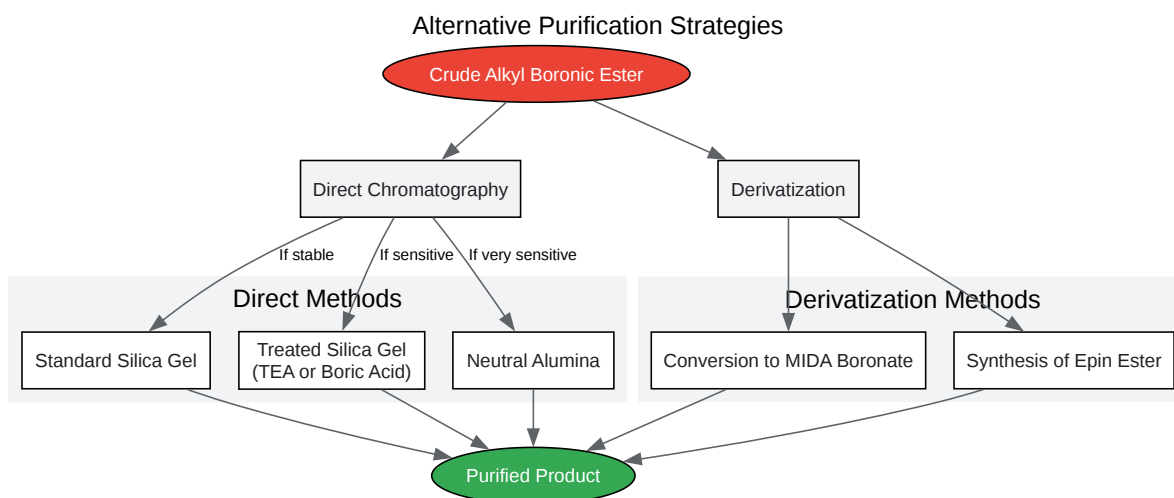 Alternative Purification Strategies
Crude Alkyl Boronic Ester
Direct Chromatography
Derivatization
If stable
If sensitive
If very sensitive
Direct Methods
Derivatization Methods
Standard Silica Gel
Treated Silica Gel
(TEA or Boric Acid)
Neutral Alumina
Conversion to MIDA Boronate
Synthesis of Epin Ester
Purified Product